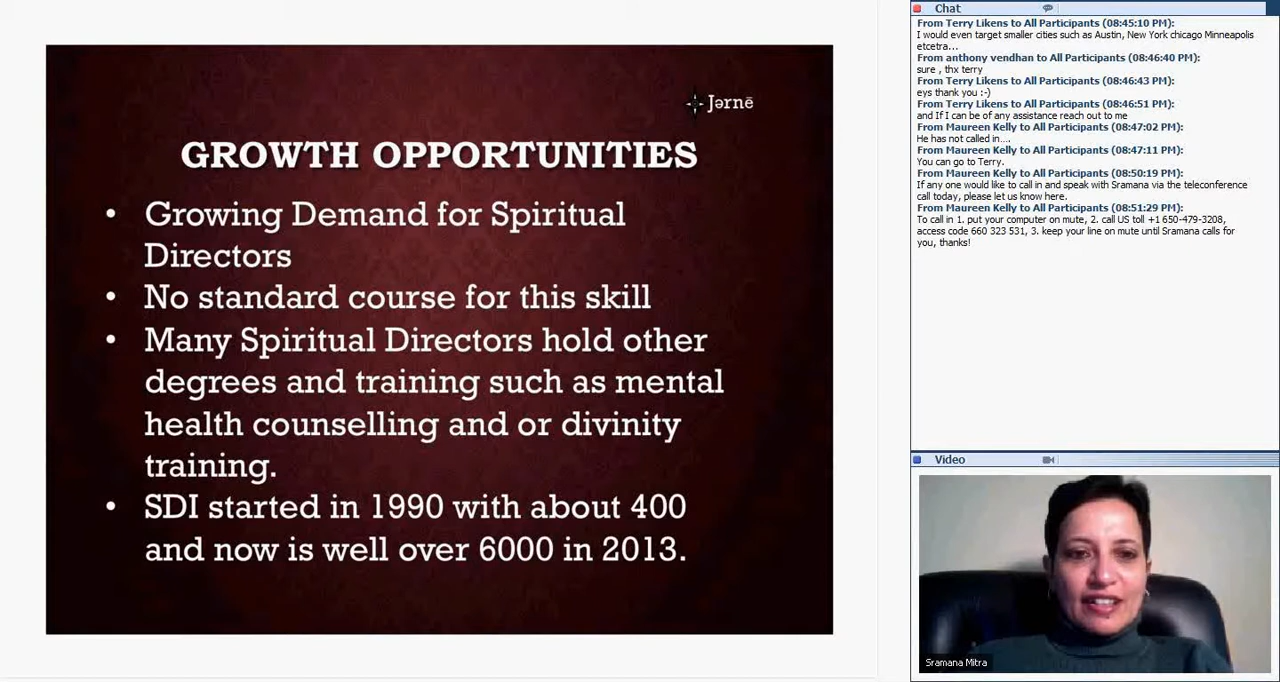 Jərnē
GROWTH OPPORTUNITIES
• Growing Demand for Spiritual
Directors
• No standard course for this skill
• Many Spiritual Directors hold other
degrees and training such as mental
health counselling and or divinity
training.
• SDI started in 1990 with about 400
and now is well over 6000 in 2013.
Chat
From Terry Likens to All Participants (08:45:10 PM):
I would even target smaller cities such as Austin, New York chicago Minneapolis
etcetra...
From anthony vendhan to All Participants (08:46:40 PM):
sure , thx terry
From Terry Likens to All Participants (08:46:43 PM):
eys thank you :-)
From Terry Likens to All Participants (08:46:51 PM):
and If I can be of any assistance reach out to me
From Maureen Kelly to All Participants (08:47:02 PM):
He has not called in....
From Maureen Kelly to All Participants (08:47:11 PM):
You can go to Terry.
From Maureen Kelly to All Participants (08:50:19 PM):
If any one would like to call in and speak with Sramana via the teleconference
call today, please let us know here.
From Maureen Kelly to All Participants (08:51:29 PM):
To call in 1. put your computer on mute, 2. call US toll +1 650-479-3208,
access code 660 323 531, 3. keep your line on mute until Sramana calls for
you, thanks!
Video
Sramana Mitra